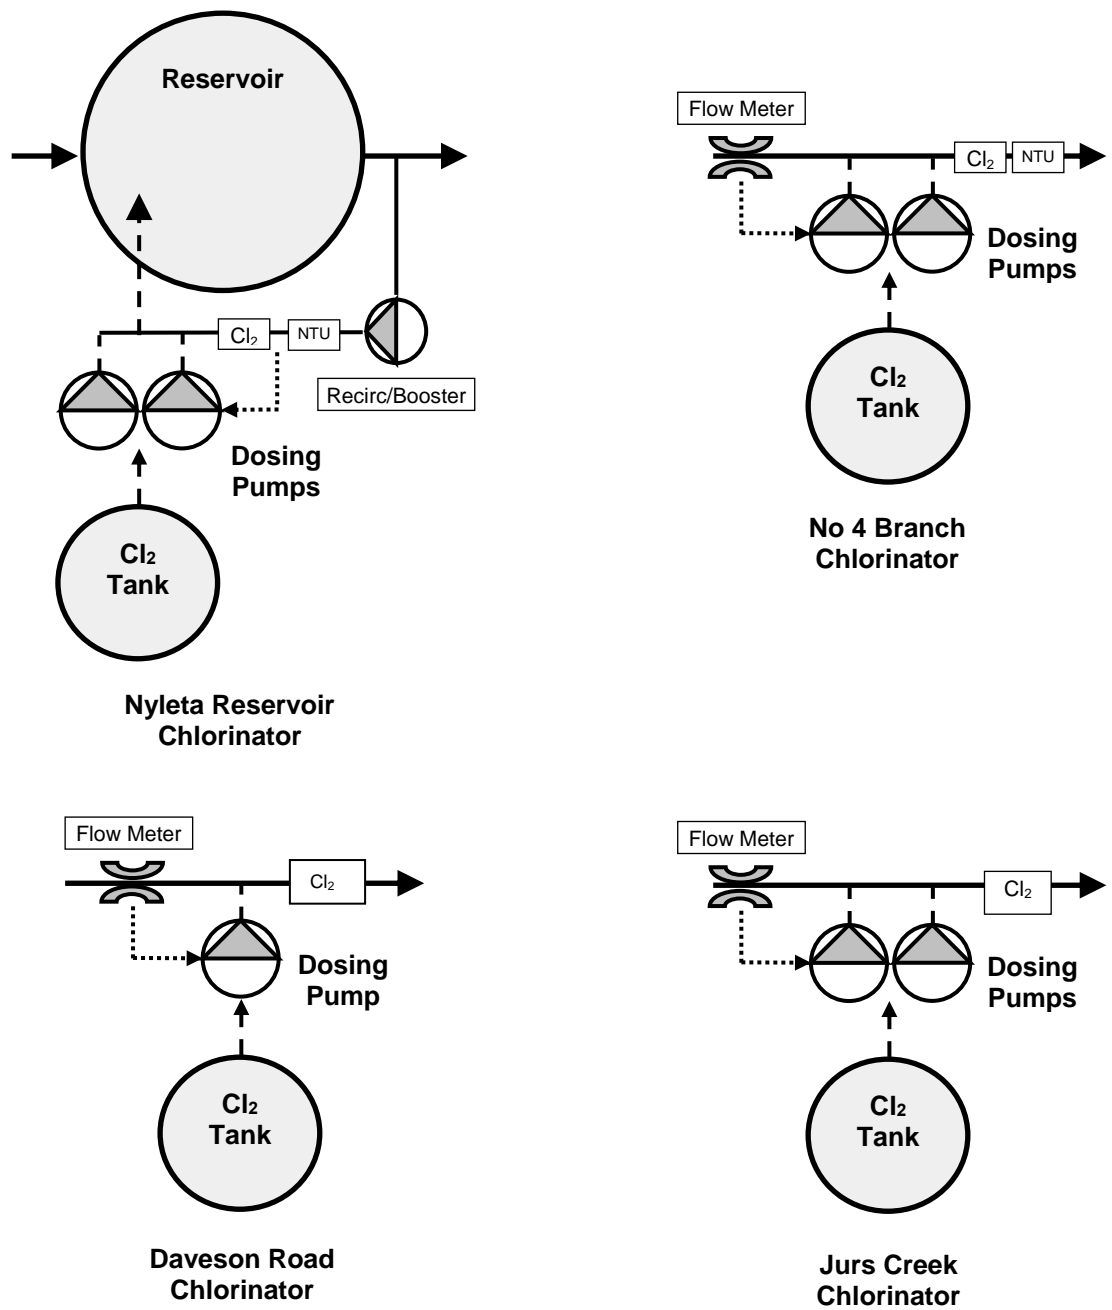 Reservoir
Cl₂
NTU
Recirc/Booster
Dosing
Pumps
Cl₂
Tank
Nyleta Reservoir
Chlorinator
Flow Meter
Cl₂
NTU
Dosing
Pumps
Cl₂
Tank
No 4 Branch
Chlorinator
Flow Meter
Cl₂
Dosing
Pump
Cl₂
Tank
Daveson Road
Chlorinator
Flow Meter
Cl₂
Dosing
Pumps
Cl₂
Tank
Jurs Creek
Chlorinator